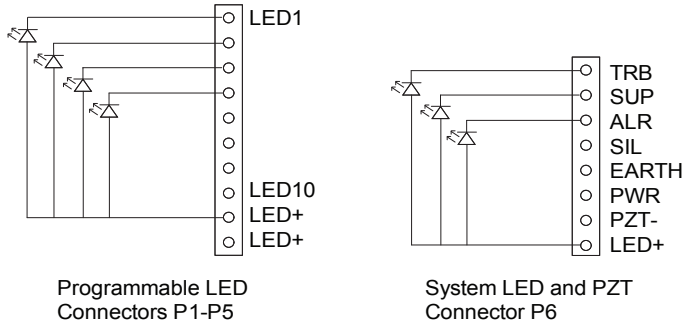 LED1
LED10
LED+
LED+
Programmable LED
Connectors P1-P5
TRB
SUP
ALR
SIL
EARTH
PWR
PZT-
LED+
System LED and PZT
Connector P6